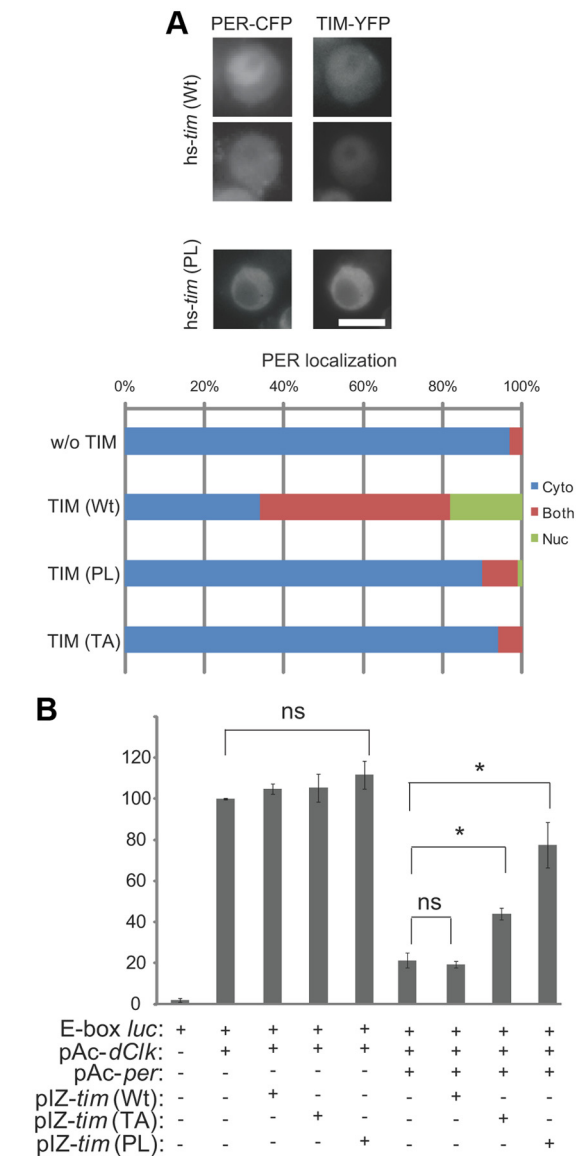 A
PER-CFP TIM-YFP
hs-tim (Wt)
hs-tim (PL)
PER localization
0% 20% 40% 60% 80% 100%
w/o TIM
TIM (Wt)
TIM (PL)
TIM (TA)
Cyto
Both
Nuc
B
ns
*
*
ns
120
100
80
60
40
20
0
E-box luc: + + + + + + + + +
pAc-dClk: - + + + + + + + +
pAc-per: - - - - - + + + +
pIZ-tim (Wt) - - + - - - + - -
pIZ-tim (TA) - - - + - - - + -
pIZ-tim (PL): - - - - + - - - +